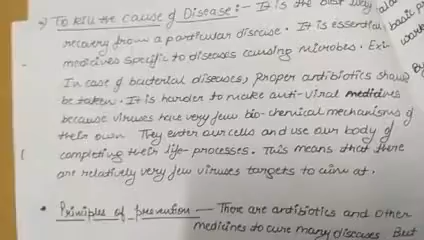 → To kill the cause of Disease :- It is the best way
recovery from a particular disease. It is essential
medicines specific to diseases causing microbes. Ex:-
In case of bacterial diseases, proper antibiotics should
be taken. It is harder to make anti-viral medicines
because viruses have very few bio-chemical mechanisms of
their own They enter our cells and use our body of
completing their life-processes. This means that there
are relatively very few viruses targets to aim at.
• Principles of prevention — There are antibiotics and other
medicines to cure many diseases But